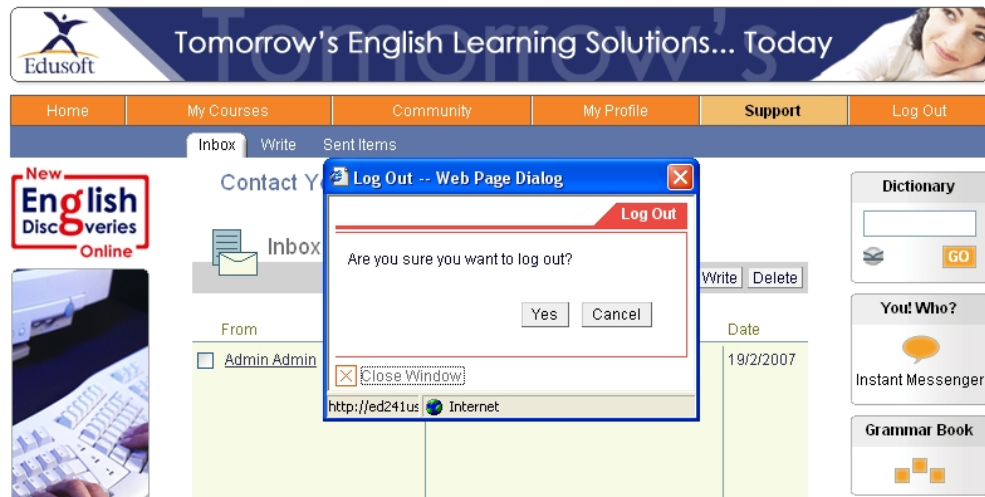 Edusoft
Tomorrow's English Learning Solutions... Today
Tomorrow's
Home My Courses Community My Profile Support Log Out
Inbox Write Sent Items
New
English
Discoveries
Online
Contact
Inbox
Write Delete
From Date
Admin Admin 19/2/2007
Log Out -- Web Page Dialog
Log Out
Are you sure you want to log out?
Yes Cancel
Close Window
http://ed241us Internet
Dictionary
GO
You! Who?
Instant Messenger
Grammar Book